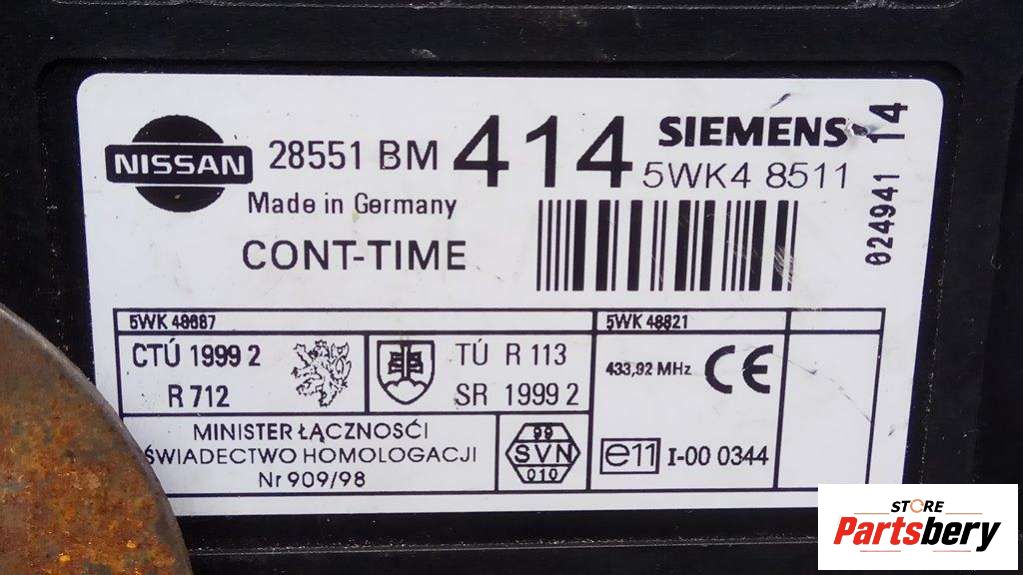 NISSAN
28551 BM 414
SIEMENS
5WK4 8511
024941 14
Made in Germany
CONT-TIME
5WK 48687
5WK 48821
CTÚ 1999 2
R 712
TÚ R 113
SR 1999 2
433,92 MHz CE
MINISTER ŁĄCZNOŚĆI
ŚWIADECTWO HOMOLOGACJI
Nr 909/98
99
SVN
010
e11 I-00 0344
STORE
Partsbery